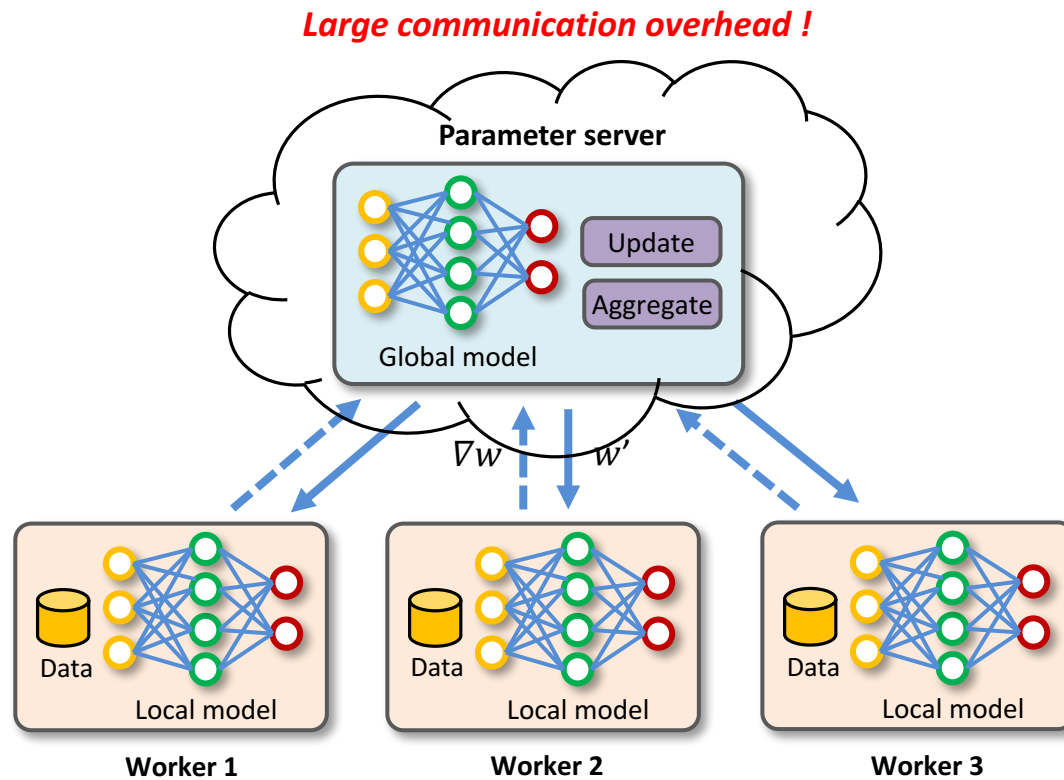 Large communication overhead !
Parameter server
Update
Aggregate
Global model
∇w
w'
Data
Local model
Data
Local model
Data
Local model
Worker 1
Worker 2
Worker 3